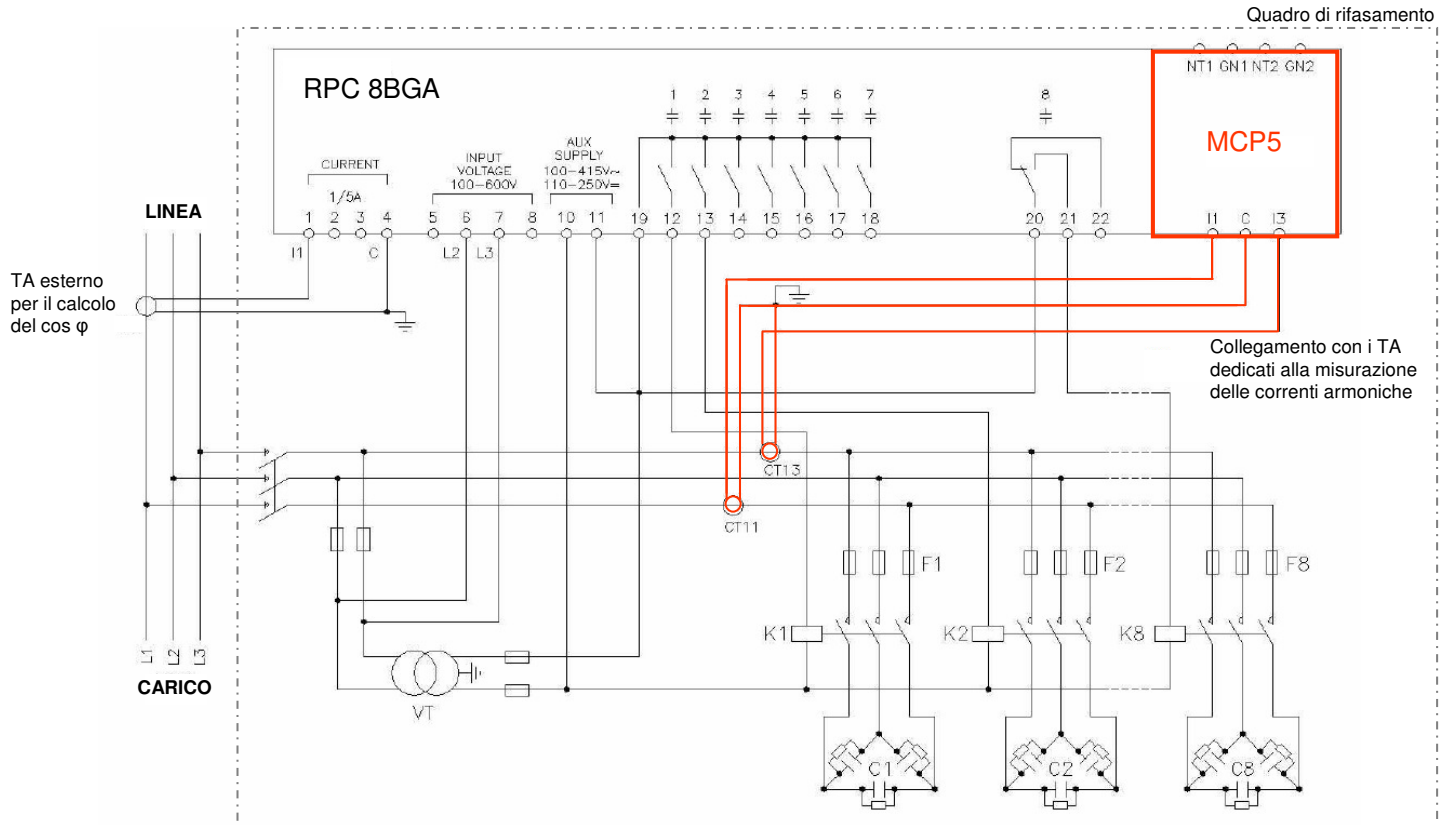 Quadro di rifasamento
NT1 GN1 NT2 GN2
RPC 8BGA
1 2 3 4 5 6 7
8
MCP5
CURRENT
1/5A
INPUT
VOLTAGE
100-600V
AUX
SUPPLY
100-415V~
110-250V=
LINEA
1 2 3 4 5 6 7 8 10 11 19 12 13 14 15 16 17 18 20 21 22
I1 C I3
I1 C L2 L3
TA esterno
per il calcolo
del cos φ
Collegamento con i TA
dedicati alla misurazione
delle correnti armoniche
CT13
CT11
F1 F2 F8
K1 K2 K8
L1 L2 L3
CARICO
VT
C1 C2 C8